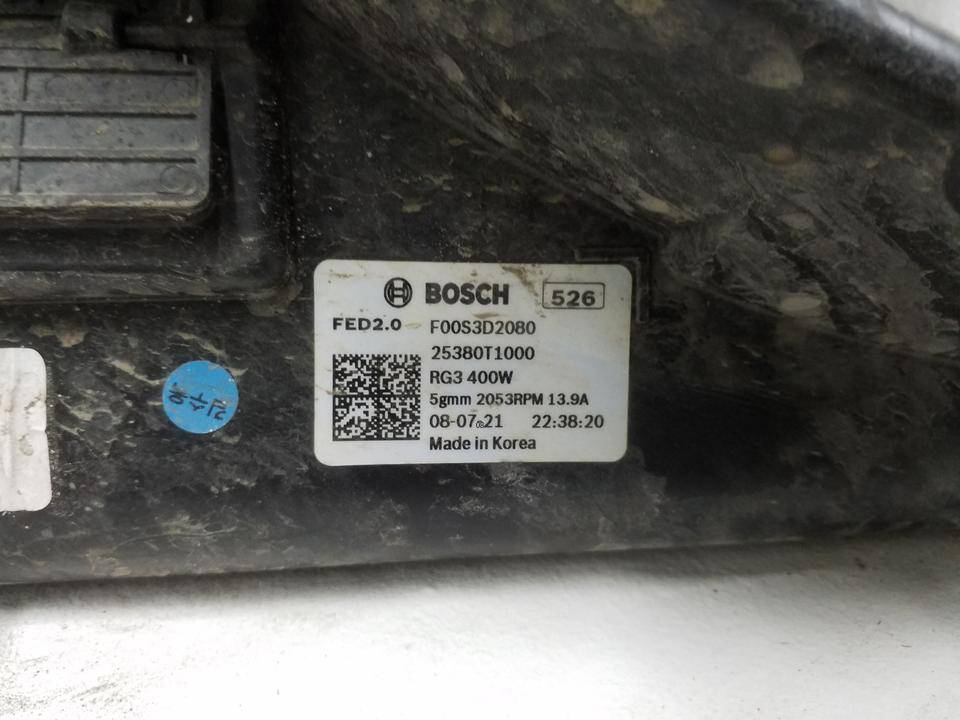 BOSCH 526
FED2.0 F00S3D2080
25380T1000
RG3 400W
5gmm 2053RPM 13.9A
08-07-21 22:38:20
Made in Korea